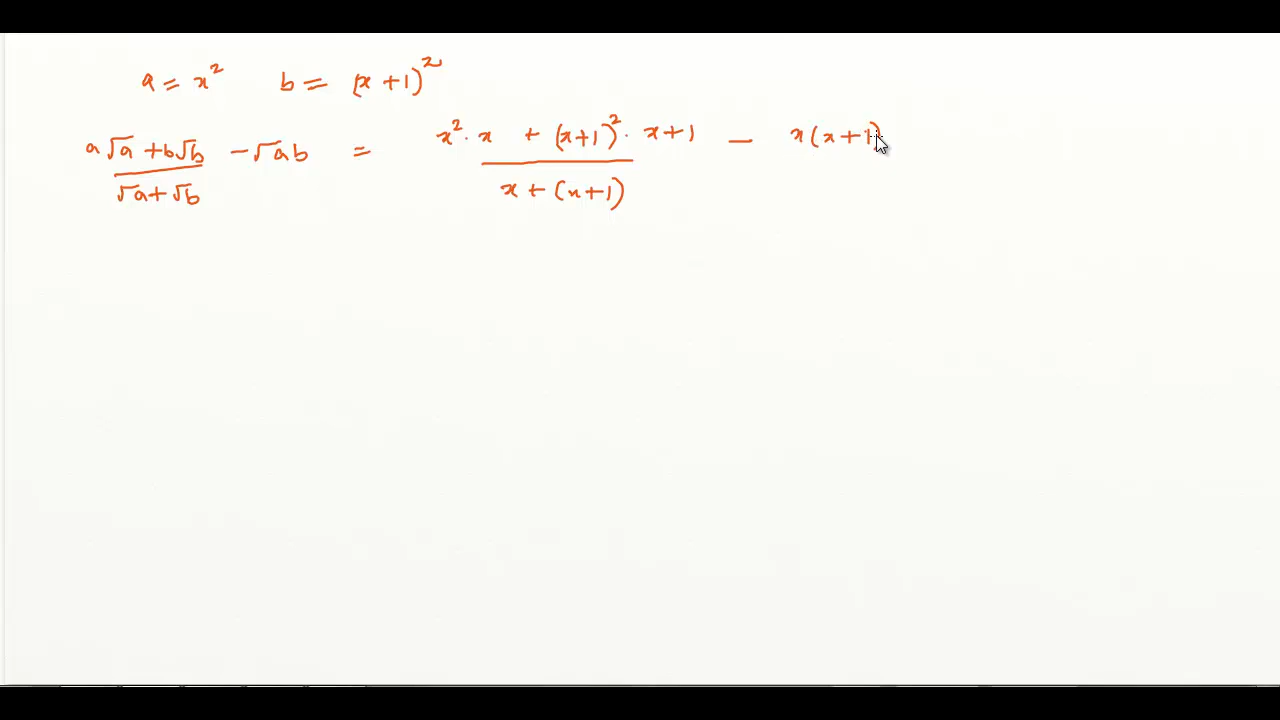 a = x² b = (x+1)²
a√a + b√b / √a + √b - √ab = x² · x + (x+1)² · x+1 / x + (x+1) - x(x+1)